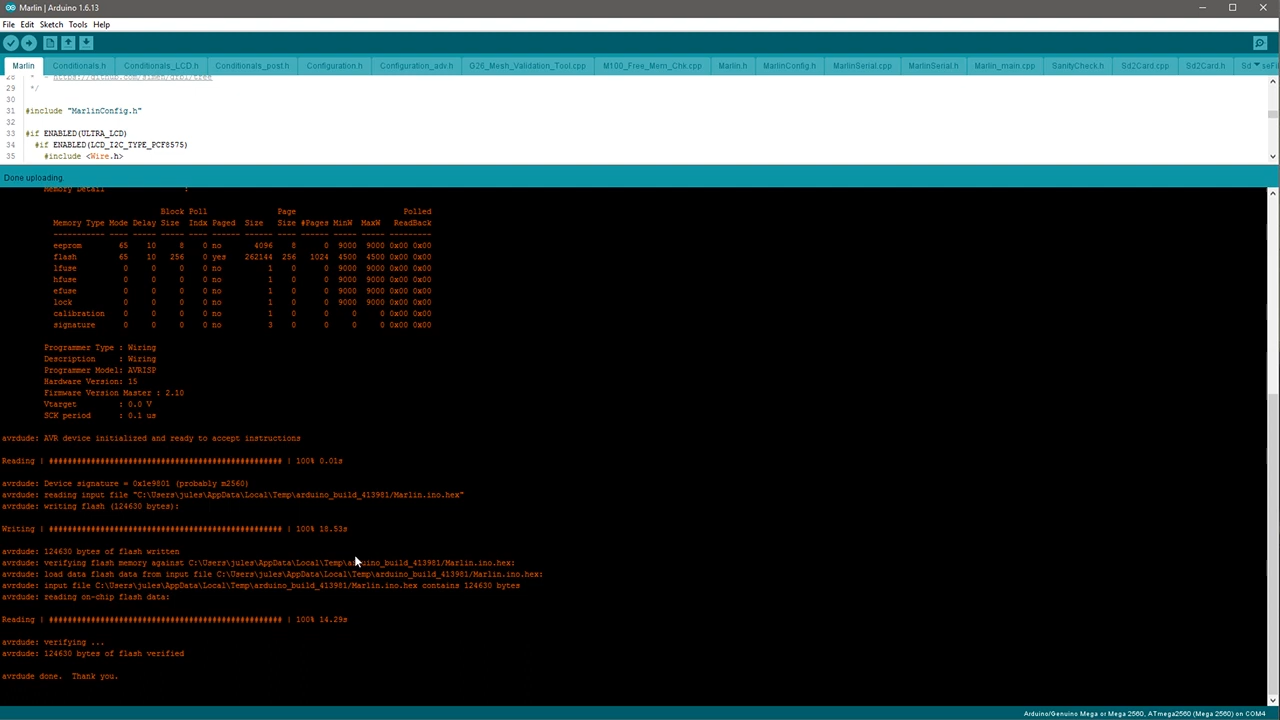 Marlin | Arduino 1.6.13
File Edit Sketch Tools Help
Marlin Conditionals.h Conditionals_LCD.h Conditionals_post.h Configuration.h Configuration_adv.h G26_Mesh_Validation_Tool.cpp M100_Free_Mem_Chk.cpp Marlin.h MarlinConfig.h MarlinSerial.cpp MarlinSerial.h Marlin_main.cpp SanityCheck.h Sd2Card.cpp Sd2Card.h Sd seFi
28 * - https://github.com/simen/grbl/tree
29 */
30
31 #include "MarlinConfig.h"
32
33 #if ENABLED(ULTRA_LCD)
34 #if ENABLED(LCD_I2C_TYPE_PCF8575)
35 #include <Wire.h>
Done uploading.
Memory Detail :
Block Poll Page Polled
Memory Type Mode Delay Size Indx Paged Size Size #Pages MinW MaxW ReadBack
----------- ---- ----- ----- ---- ------ ------ ---- ------ ----- ----- ---------
eeprom 65 10 8 0 no 4096 8 0 9000 9000 0x00 0x00
flash 65 10 256 0 yes 262144 256 1024 4500 4500 0x00 0x00
lfuse 0 0 0 0 no 1 0 0 9000 9000 0x00 0x00
hfuse 0 0 0 0 no 1 0 0 9000 9000 0x00 0x00
efuse 0 0 0 0 no 1 0 0 9000 9000 0x00 0x00
lock 0 0 0 0 no 1 0 0 9000 9000 0x00 0x00
calibration 0 0 0 0 no 1 0 0 0 0 0x00 0x00
signature 0 0 0 0 no 3 0 0 0 0 0x00 0x00
Programmer Type : Wiring
Description : Wiring
Programmer Model: AVRISP
Hardware Version: 15
Firmware Version Master : 2.10
Vtarget : 0.0 V
SCK period : 0.1 us
avrdude: AVR device initialized and ready to accept instructions
Reading | ################################################## | 100% 0.01s
avrdude: Device signature = 0x1e9801 (probably m2560)
avrdude: reading input file "C:\Users\jules\AppData\Local\Temp\arduino_build_413981/Marlin.ino.hex"
avrdude: writing flash (124630 bytes):
Writing | ################################################## | 100% 18.53s
avrdude: 124630 bytes of flash written
avrdude: verifying flash memory against C:\Users\jules\AppData\Local\Temp\arduino_build_413981/Marlin.ino.hex:
avrdude: load data flash data from input file C:\Users\jules\AppData\Local\Temp\arduino_build_413981/Marlin.ino.hex:
avrdude: input file C:\Users\jules\AppData\Local\Temp\arduino_build_413981/Marlin.ino.hex contains 124630 bytes
avrdude: reading on-chip flash data:
Reading | ################################################## | 100% 14.29s
avrdude: verifying ...
avrdude: 124630 bytes of flash verified
avrdude done. Thank you.
Arduino/Genuino Mega or Mega 2560, ATmega2560 (Mega 2560) on COM4